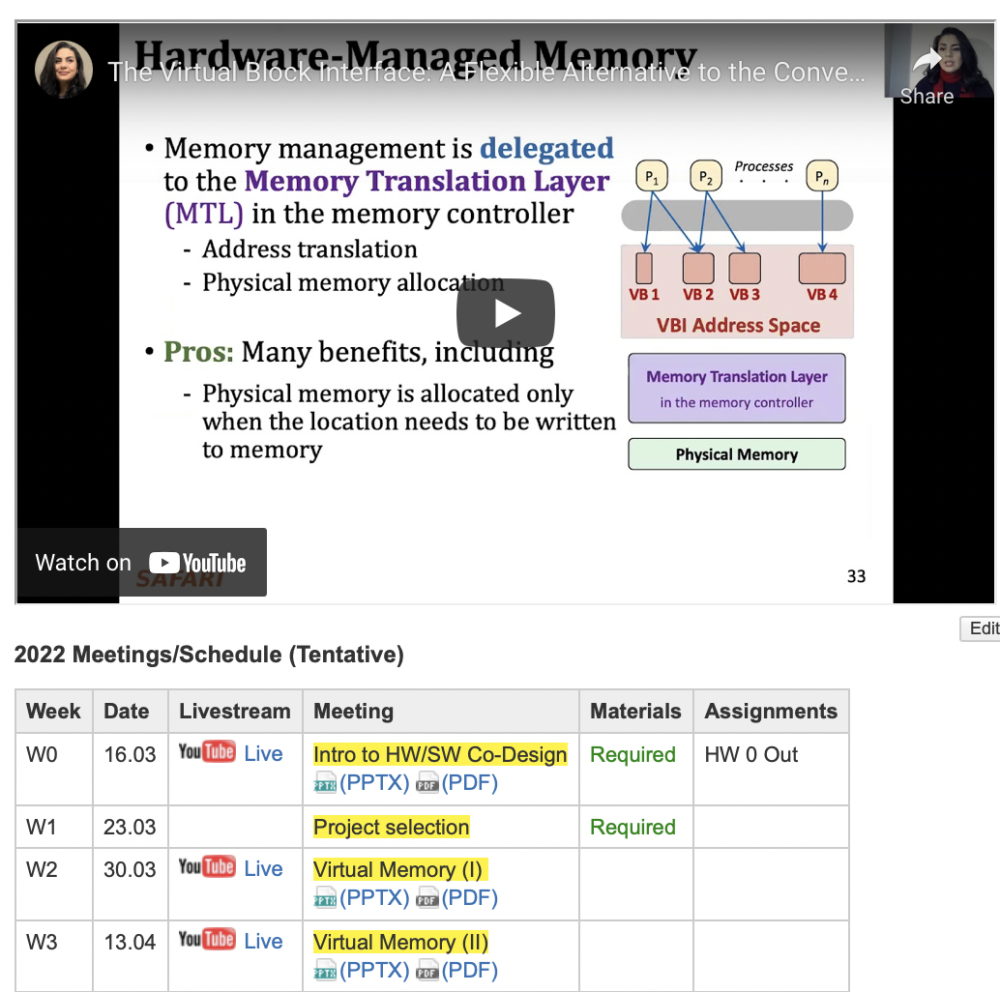 Hardware-Managed Memory
The Virtual Block Interface: A Flexible Alternative to the Conve...
Share
• Memory management is delegated
to the Memory Translation Layer
(MTL) in the memory controller
- Address translation
- Physical memory allocation
• Pros: Many benefits, including
- Physical memory is allocated only
when the location needs to be written
to memory
Processes
P1 P2 . . . Pn
VB 1 VB 2 VB 3 VB 4
VBI Address Space
Memory Translation Layer
in the memory controller
Physical Memory
Watch on YouTube
SAFARI
33
Edit
2022 Meetings/Schedule (Tentative)
Week Date Livestream Meeting Materials Assignments
W0 16.03 YouTube Live Intro to HW/SW Co-Design Required HW 0 Out
PPTX (PPTX) PDF (PDF)
W1 23.03 Project selection Required
W2 30.03 YouTube Live Virtual Memory (I)
PPTX (PPTX) PDF (PDF)
W3 13.04 YouTube Live Virtual Memory (II)
PPTX (PPTX) PDF (PDF)